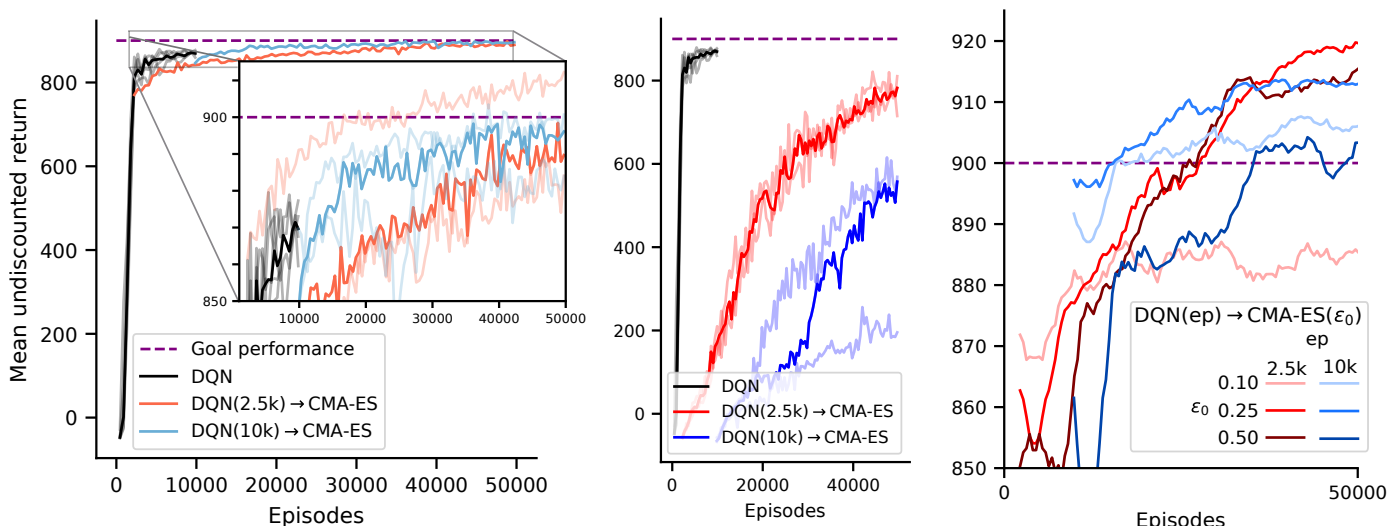 Mean undiscounted return
800
600
400
200
0
0
10000
20000
30000
40000
50000
Episodes
900
850
10000
20000
30000
40000
50000
Goal performance
DQN
DQN(2.5k)→CMA-ES
DQN(10k)→CMA-ES
800
600
400
200
0
0
20000
40000
Episodes
DQN
DQN(2.5k)→CMA-ES
DQN(10k)→CMA-ES
920
910
900
890
880
870
860
850
0
50000
Episodes
DQN(ep)→CMA-ES(ε₀)
ep
2.5k 10k
0.10
ε₀ 0.25
0.50